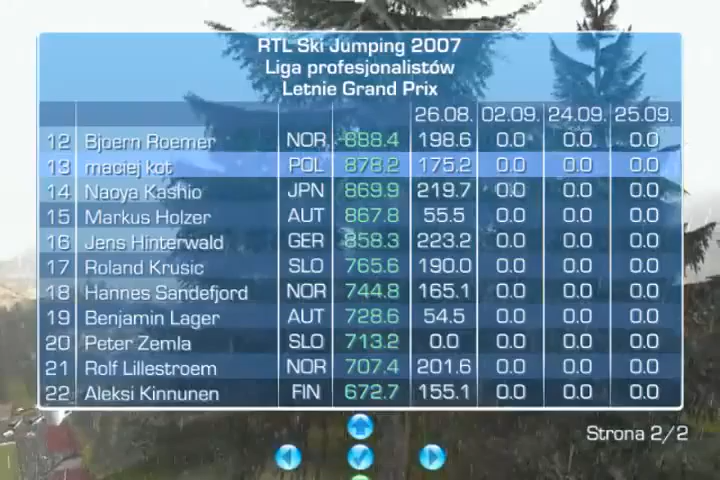 RTL Ski Jumping 2007
Liga profesjonalistów
Letnie Grand Prix
26.08. 02.09. 24.09. 25.09.
12 Bjoern Roemer NOR 888.4 198.6 0.0 0.0 0.0
13 maciej kot POL 878.2 175.2 0.0 0.0 0.0
14 Naoya Kashio JPN 869.9 219.7 0.0 0.0 0.0
15 Markus Holzer AUT 867.8 55.5 0.0 0.0 0.0
16 Jens Hinterwald GER 858.3 223.2 0.0 0.0 0.0
17 Roland Krusic SLO 765.6 190.0 0.0 0.0 0.0
18 Hannes Sandefjord NOR 744.8 165.1 0.0 0.0 0.0
19 Benjamin Lager AUT 728.6 54.5 0.0 0.0 0.0
20 Peter Zemla SLO 713.2 0.0 0.0 0.0 0.0
21 Rolf Lillestroem NOR 707.4 201.6 0.0 0.0 0.0
22 Aleksi Kinnunen FIN 672.7 155.1 0.0 0.0 0.0
Strona 2/2